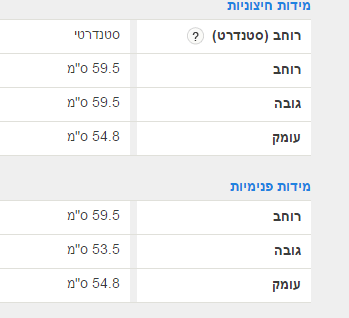 מידות חיצוניות
רוחב (סטנדרט) ? סטנדרטי
רוחב 59.5 ס"מ
גובה 59.5 ס"מ
עומק 54.8 ס"מ
מידות פנימיות
רוחב 59.5 ס"מ
גובה 53.5 ס"מ
עומק 54.8 ס"מ